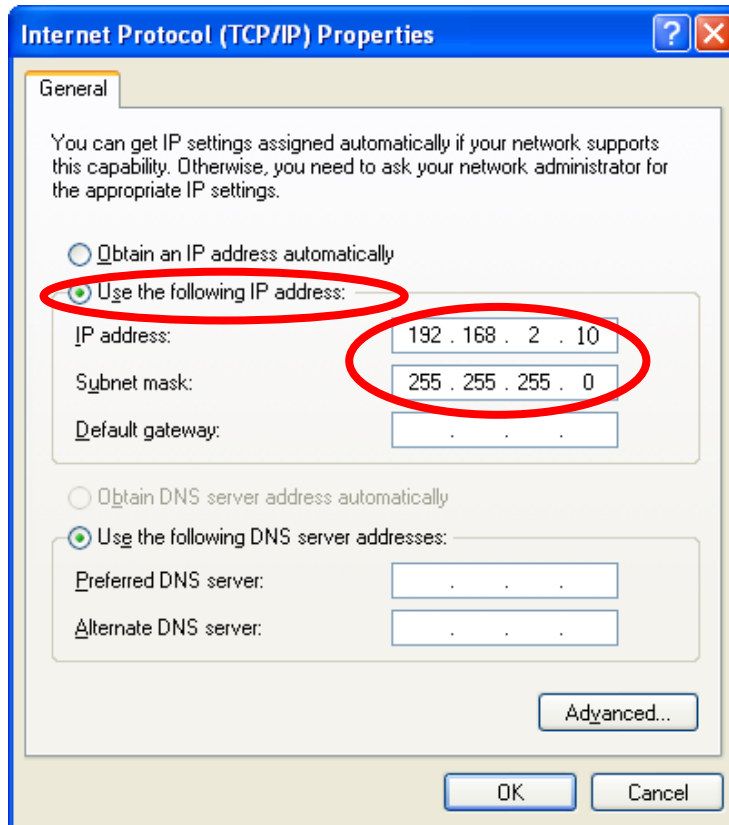 Internet Protocol (TCP/IP) Properties
?
General
You can get IP settings assigned automatically if your network supports
this capability. Otherwise, you need to ask your network administrator for
the appropriate IP settings.
Obtain an IP address automatically
Use the following IP address:
IP address: 192 . 168 . 2 . 10
Subnet mask: 255 . 255 . 255 . 0
Default gateway: . . .
Obtain DNS server address automatically
Use the following DNS server addresses:
Preferred DNS server: . . .
Alternate DNS server: . . .
Advanced...
OK Cancel